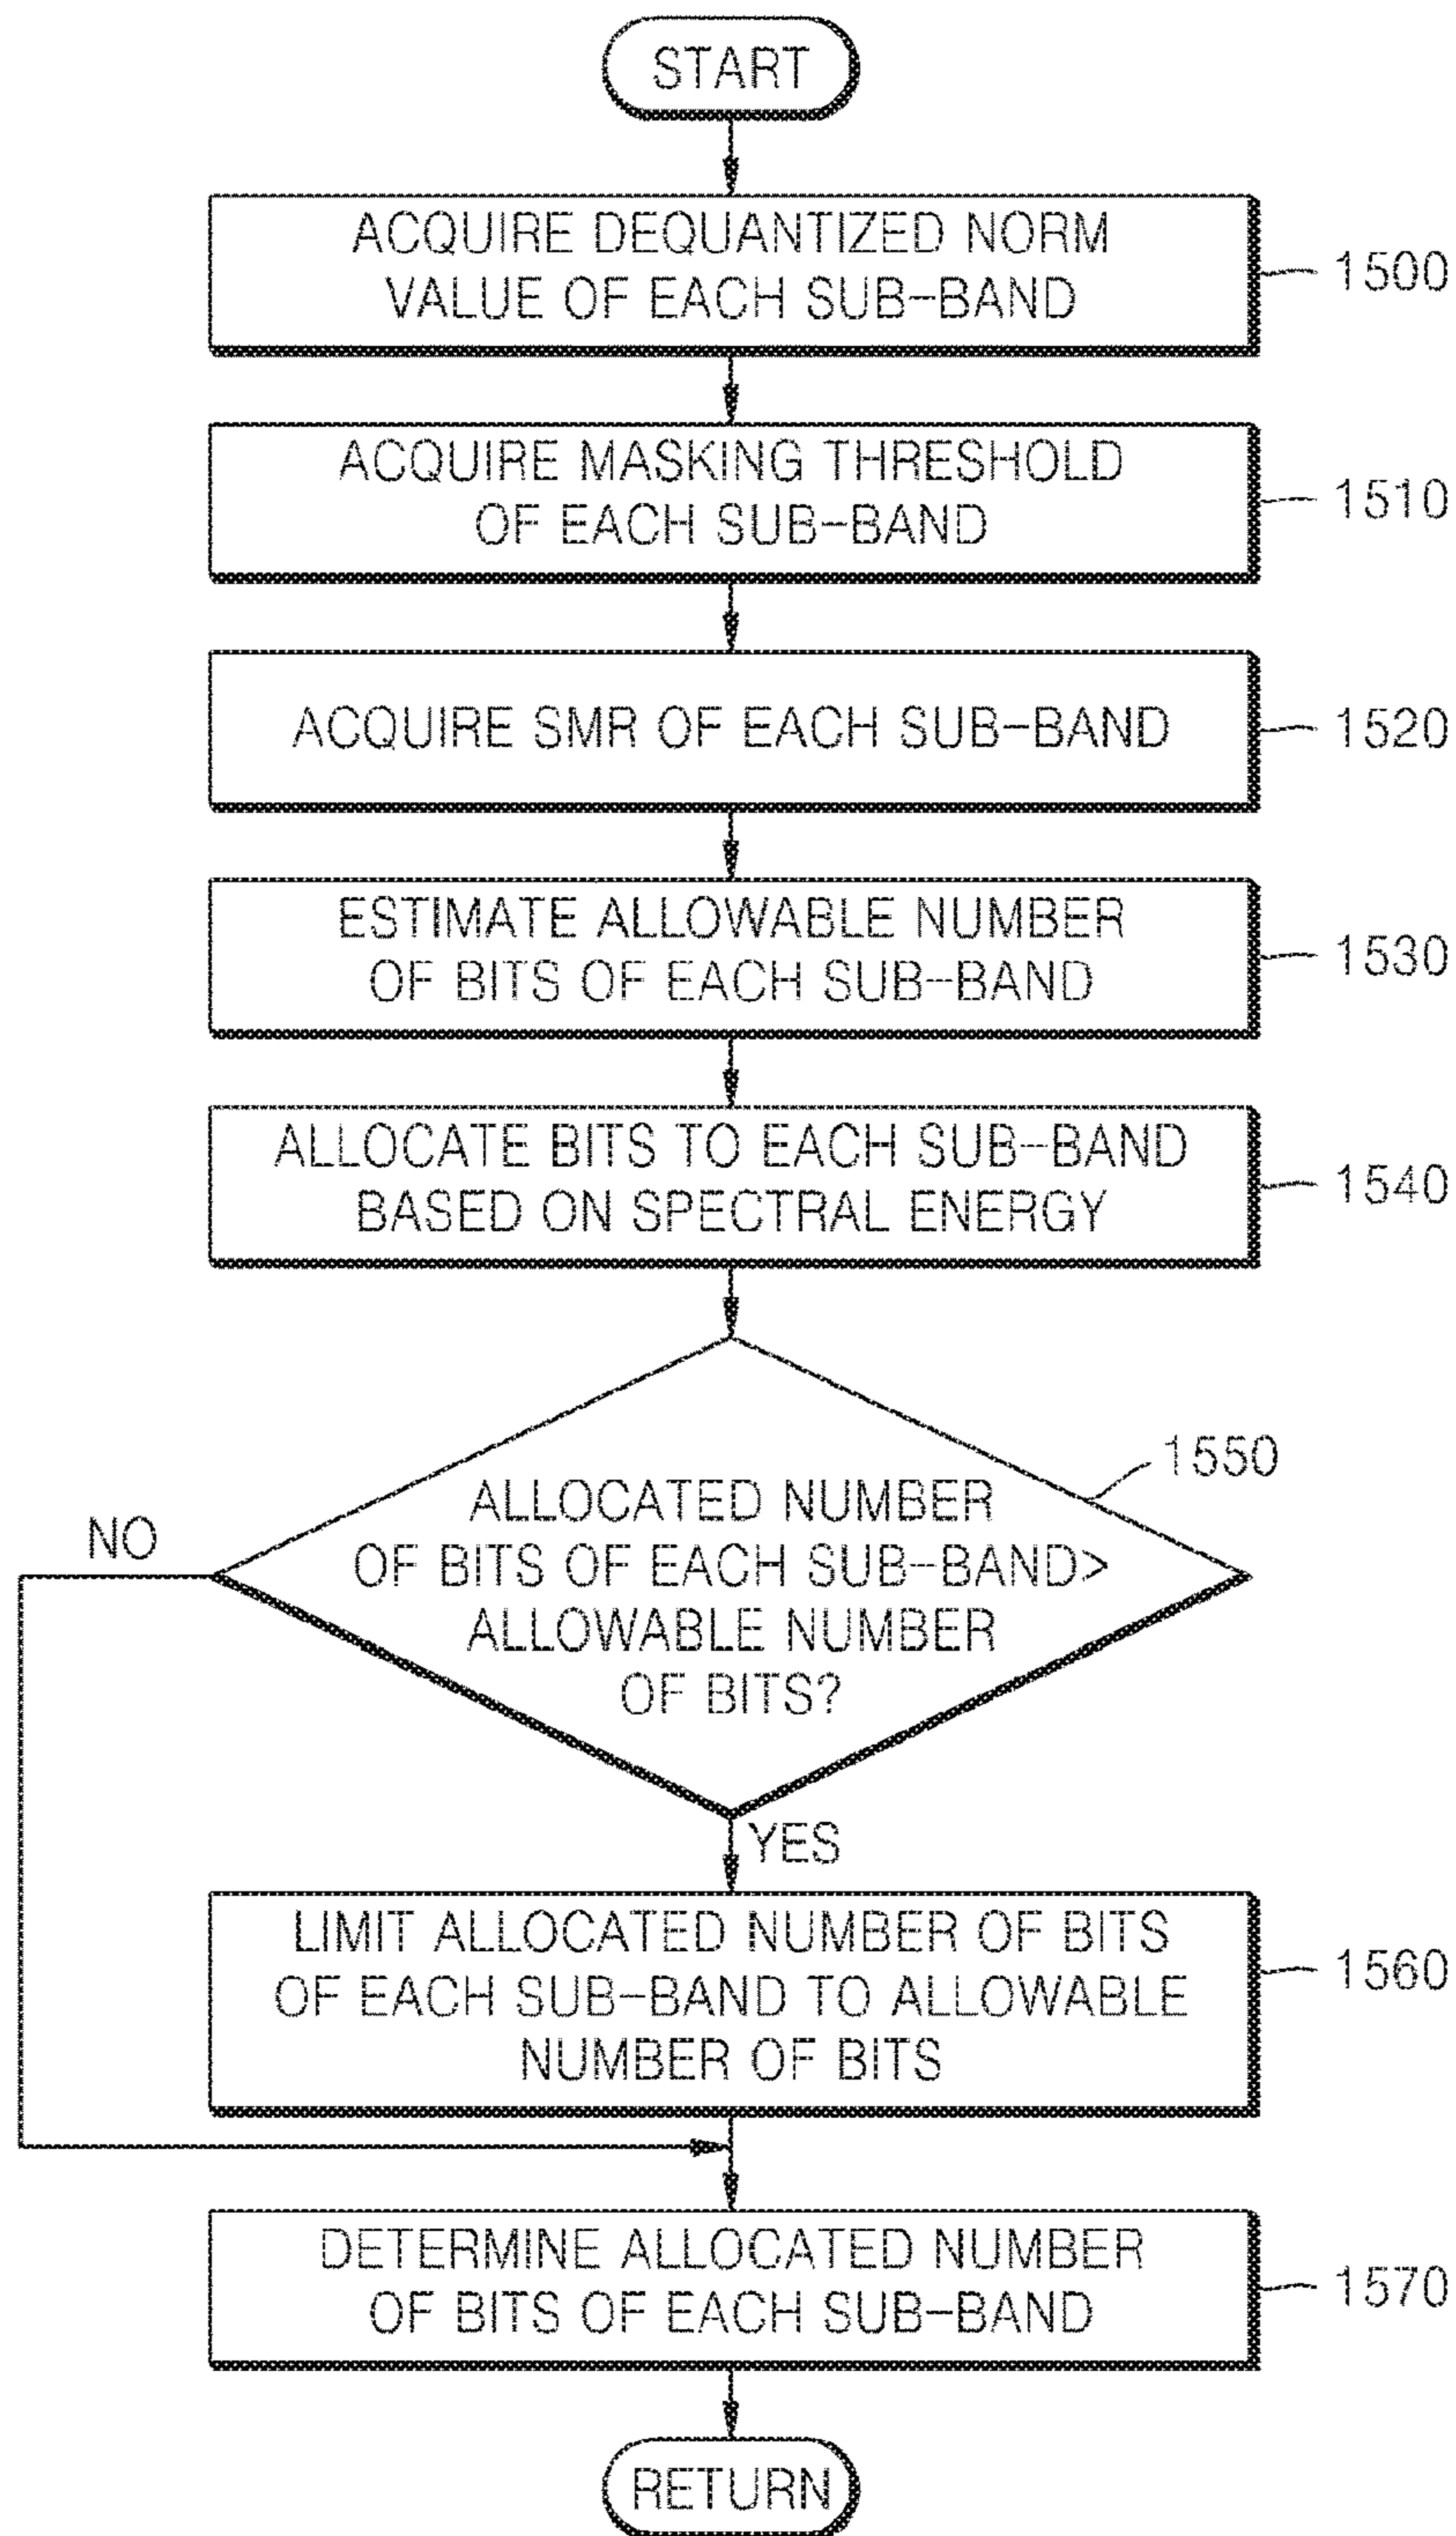 START
ACQUIRE DEQUANTIZED NORM
VALUE OF EACH SUB-BAND
1500
ACQUIRE MASKING THRESHOLD
OF EACH SUB-BAND
1510
ACQUIRE SMR OF EACH SUB-BAND
1520
ESTIMATE ALLOWABLE NUMBER
OF BITS OF EACH SUB-BAND
1530
ALLOCATE BITS TO EACH SUB-BAND
BASED ON SPECTRAL ENERGY
1540
1550
ALLOCATED NUMBER
OF BITS OF EACH SUB-BAND>
ALLOWABLE NUMBER
OF BITS?
NO
YES
LIMIT ALLOCATED NUMBER OF BITS
OF EACH SUB-BAND TO ALLOWABLE
NUMBER OF BITS
1560
DETERMINE ALLOCATED NUMBER
OF BITS OF EACH SUB-BAND
1570
RETURN